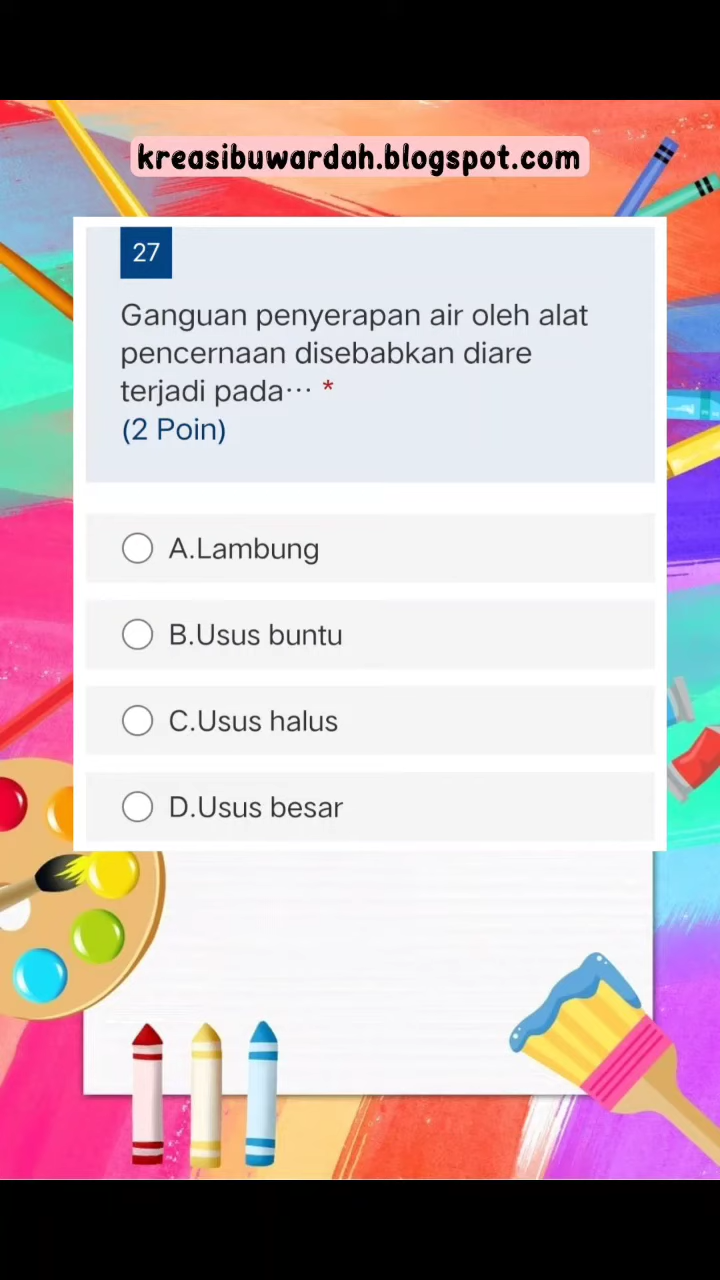 kreasibuwardah.blogspot.com
27
Ganguan penyerapan air oleh alat
pencernaan disebabkan diare
terjadi pada… *
(2 Poin)
A.Lambung
B.Usus buntu
C.Usus halus
D.Usus besar